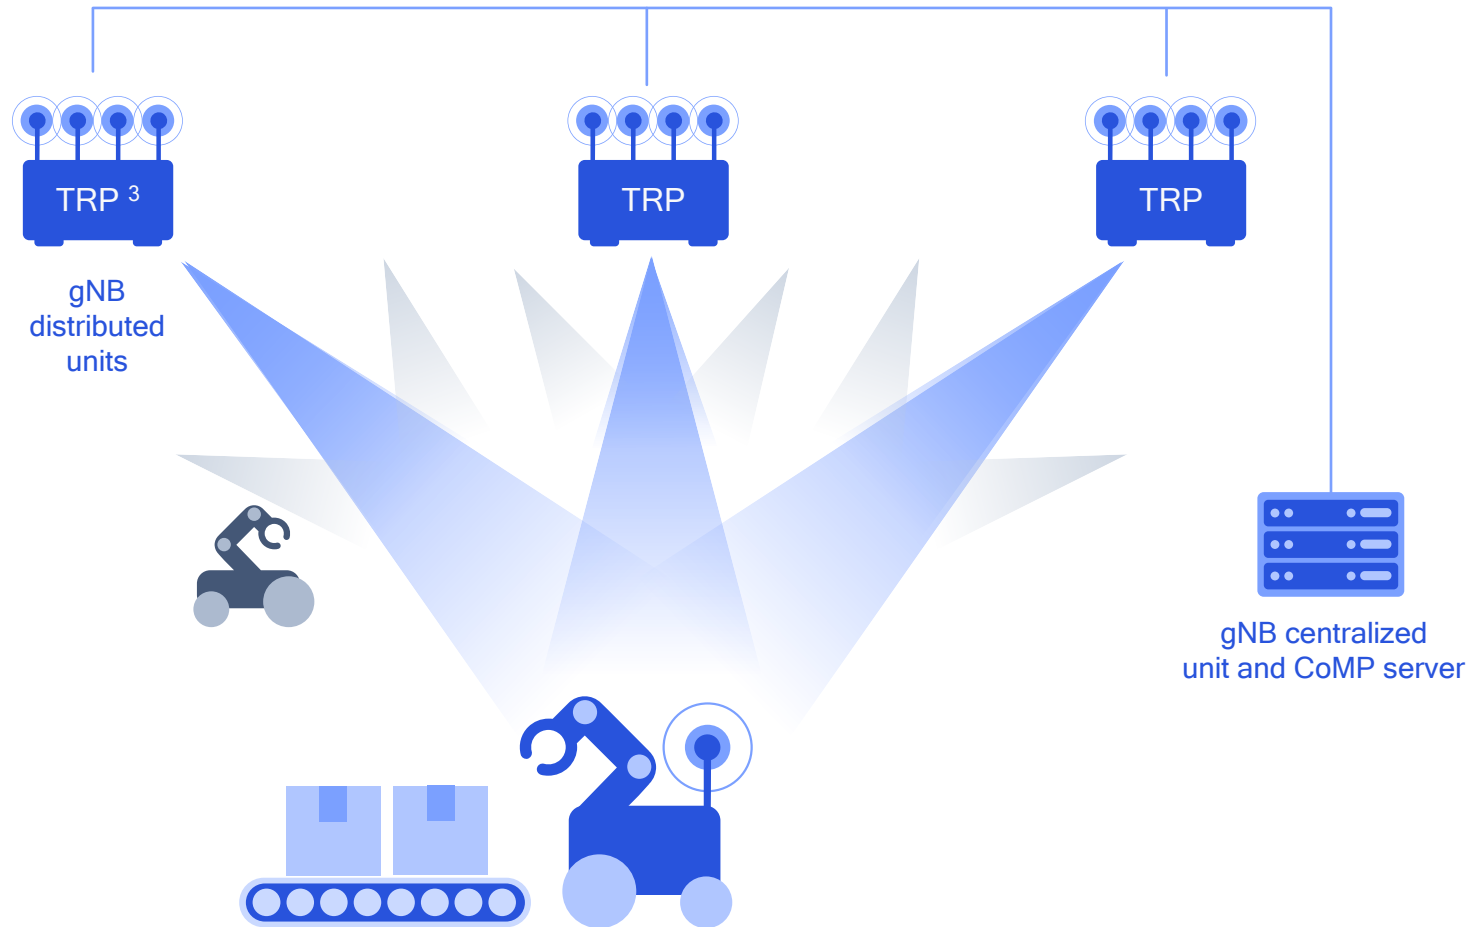 TRP 3
TRP
TRP
gNB
distributed
units
gNB centralized
unit and CoMP server